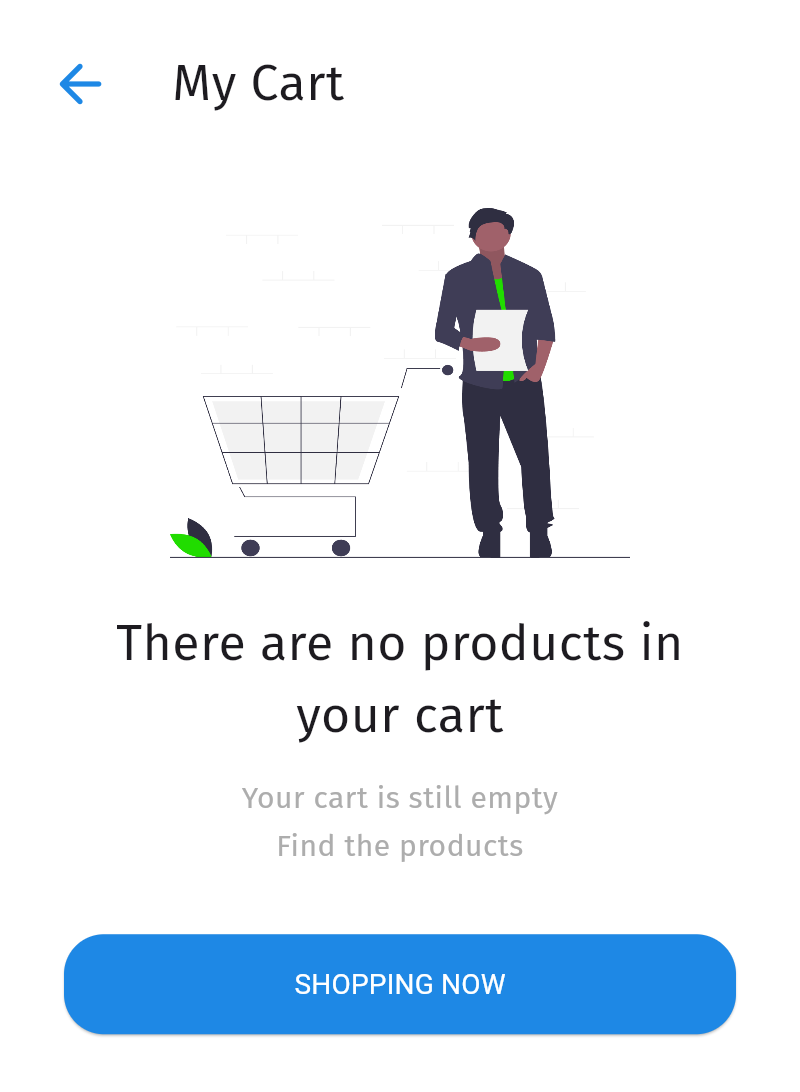 My Cart
There are no products in
your cart
Your cart is still empty
Find the products
SHOPPING NOW